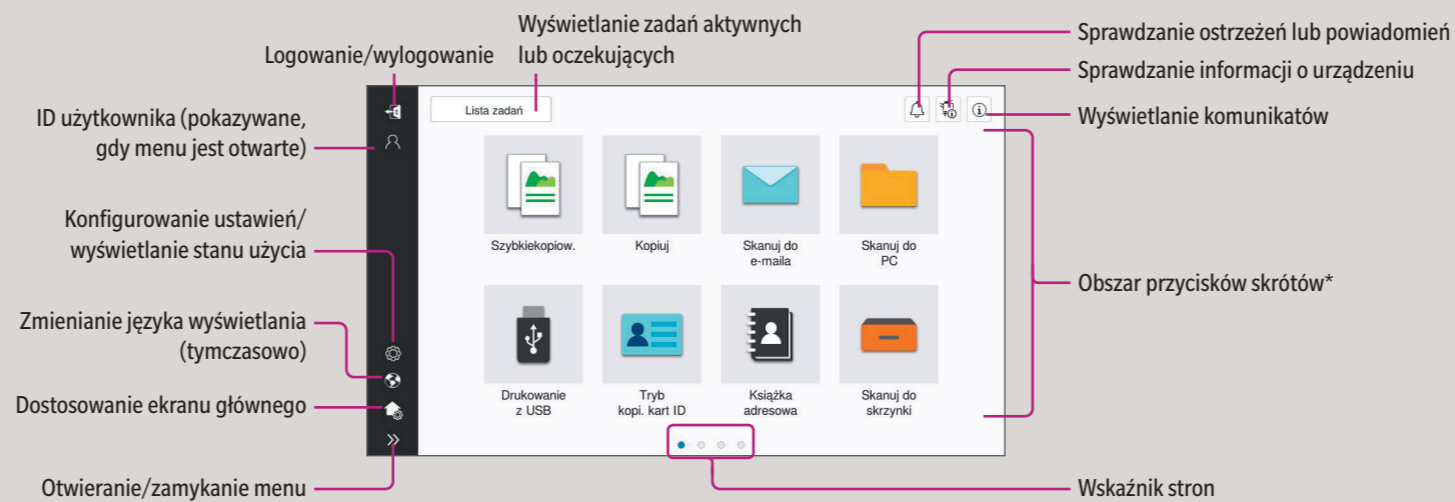 Logowanie/wylogowanie
Wyświetlanie zadań aktywnych
lub oczekujących
Sprawdzanie ostrzeżeń lub powiadomień
Sprawdzanie informacji o urządzeniu
Wyświetlanie komunikatów
ID użytkownika (pokazywane,
gdy menu jest otwarte)
Konfigurowanie ustawień/
wyświetlanie stanu użycia
Zmienianie języka wyświetlania
(tymczasowo)
Dostosowanie ekranu głównego
Otwieranie/zamykanie menu
Lista zadań
Szybkiekopiow.
Kopiuj
Skanuj do
e-maila
Skanuj do
PC
Drukowanie
z USB
Tryb
kopi. kart ID
Książka
adresowa
Skanuj do
skrzynki
Obszar przycisków skrótów*
Wskaźnik stron